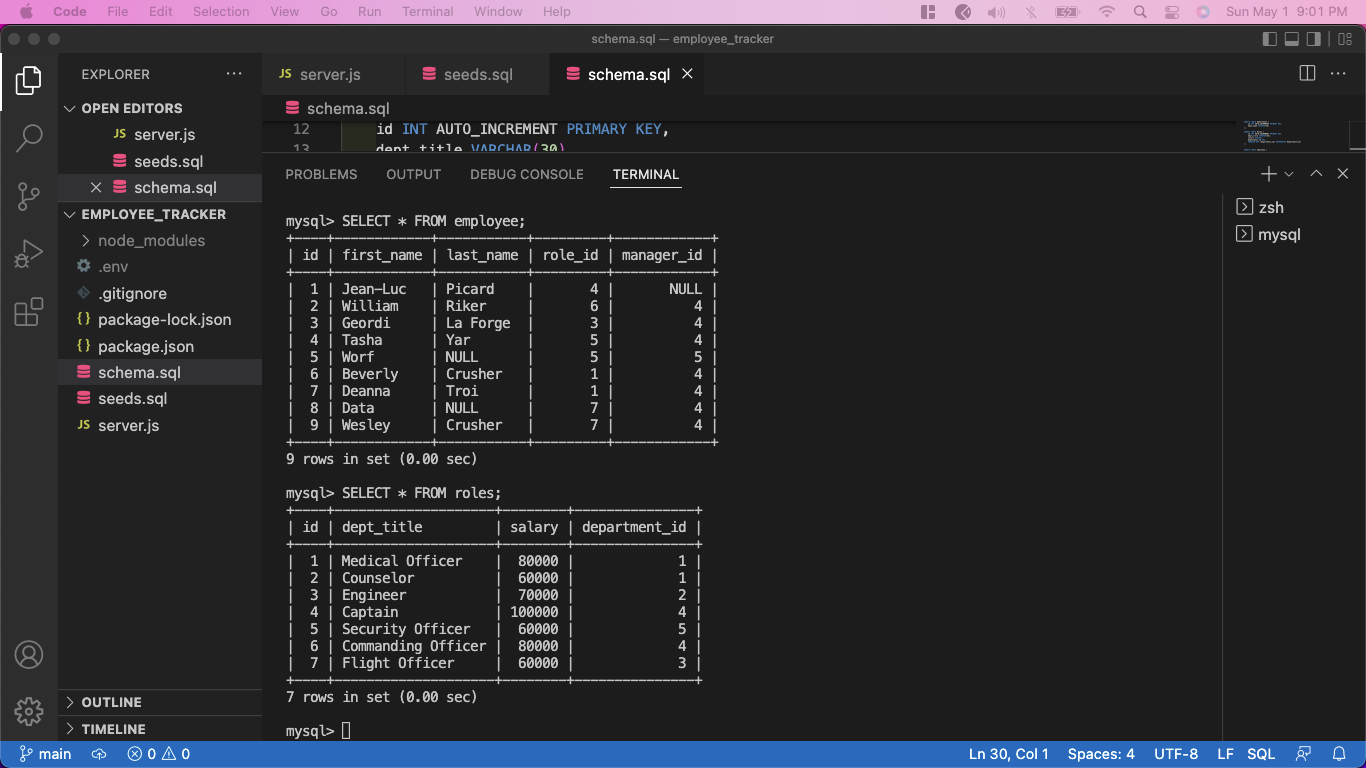 Code File Edit Selection View Go Run Terminal Window Help Sun May 1 9:01 PM
schema.sql — employee_tracker
EXPLORER
OPEN EDITORS
JS server.js
seeds.sql
schema.sql
EMPLOYEE_TRACKER
node_modules
.env
.gitignore
{} package-lock.json
{} package.json
schema.sql
seeds.sql
JS server.js
OUTLINE
TIMELINE
JS server.js seeds.sql schema.sql
schema.sql
12 id INT AUTO_INCREMENT PRIMARY KEY,
13 dept_title VARCHAR(30)
PROBLEMS OUTPUT DEBUG CONSOLE TERMINAL
mysql> SELECT * FROM employee;
+----+------------+-----------+---------+------------+
| id | first_name | last_name | role_id | manager_id |
+----+------------+-----------+---------+------------+
| 1 | Jean-Luc | Picard | 4 | NULL |
| 2 | William | Riker | 6 | 4 |
| 3 | Geordi | La Forge | 3 | 4 |
| 4 | Tasha | Yar | 5 | 4 |
| 5 | Worf | NULL | 5 | 5 |
| 6 | Beverly | Crusher | 1 | 4 |
| 7 | Deanna | Troi | 1 | 4 |
| 8 | Data | NULL | 7 | 4 |
| 9 | Wesley | Crusher | 7 | 4 |
+----+------------+-----------+---------+------------+
9 rows in set (0.00 sec)
mysql> SELECT * FROM roles;
+----+--------------------+--------+---------------+
| id | dept_title | salary | department_id |
+----+--------------------+--------+---------------+
| 1 | Medical Officer | 80000 | 1 |
| 2 | Counselor | 60000 | 1 |
| 3 | Engineer | 70000 | 2 |
| 4 | Captain | 100000 | 4 |
| 5 | Security Officer | 60000 | 5 |
| 6 | Commanding Officer | 80000 | 4 |
| 7 | Flight Officer | 60000 | 3 |
+----+--------------------+--------+---------------+
7 rows in set (0.00 sec)
mysql>
zsh
mysql
main 0 0 Ln 30, Col 1 Spaces: 4 UTF-8 LF SQL